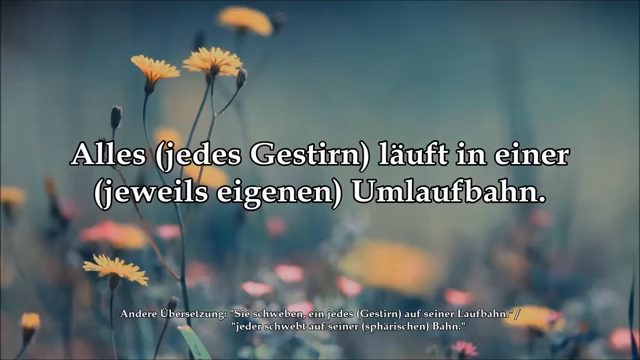 Alles (jedes Gestirn) läuft in einer
(jeweils eigenen) Umlaufbahn.
Andere Übersetzung: "Sie schweben, ein jedes (Gestirn) auf seiner Laufbahn." /
"jeder schwebt auf seiner (sphärischen) Bahn."